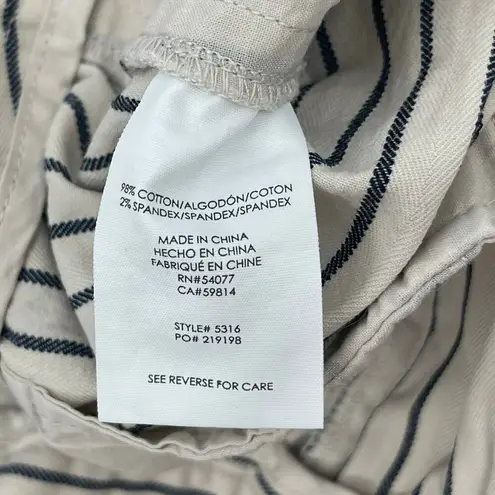 98% COTTON/ALGODÓN/COTON
2% SPANDEX/SPANDEX/SPANDEX
MADE IN CHINA
HECHO EN CHINA
FABRIQUÉ EN CHINE
RN#54077
CA#59814
STYLE# 5316
PO# 219198
SEE REVERSE FOR CARE